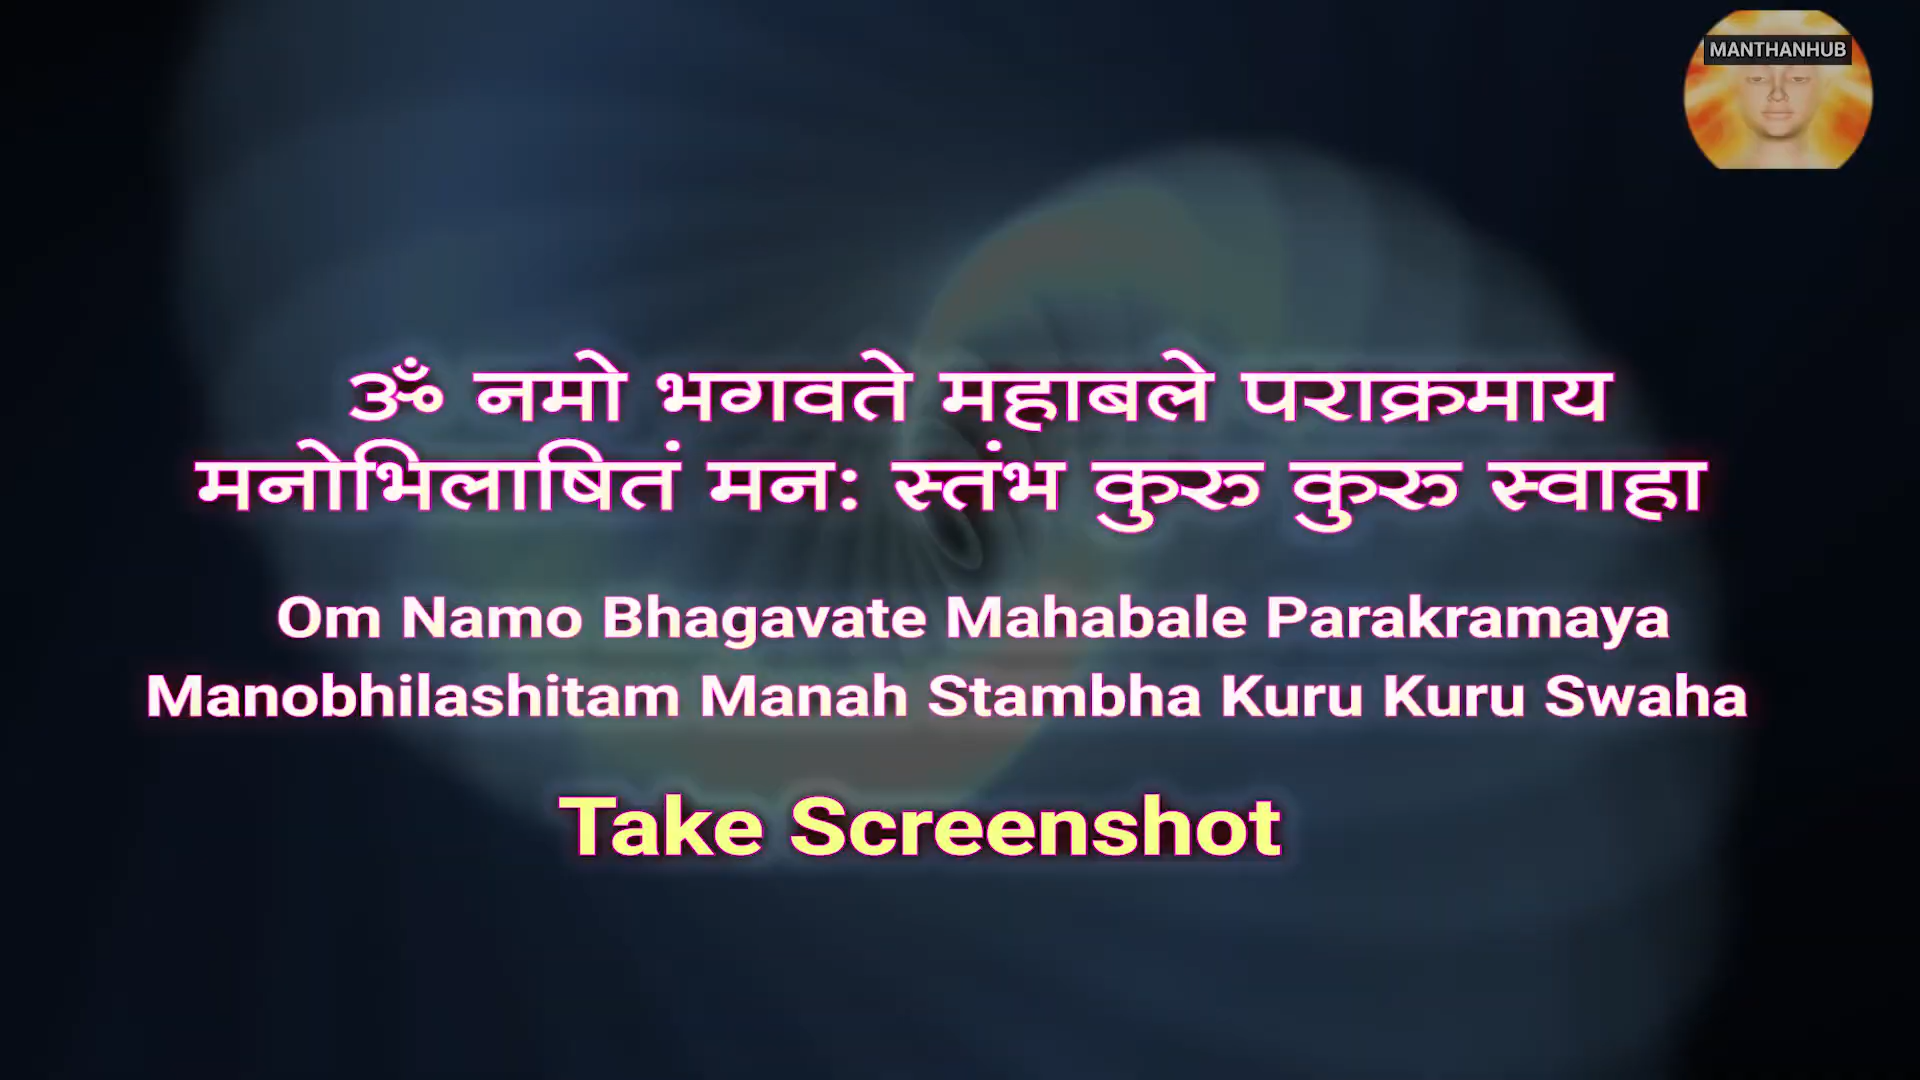 MANTHANHUB
ॐ नमो भगवते महाबले पराक्रमाय
मनोभिलाषितं मन: स्तंभ कुरु कुरु स्वाहा
Om Namo Bhagavate Mahabale Parakramaya
Manobhilashitam Manah Stambha Kuru Kuru Swaha
Take Screenshot